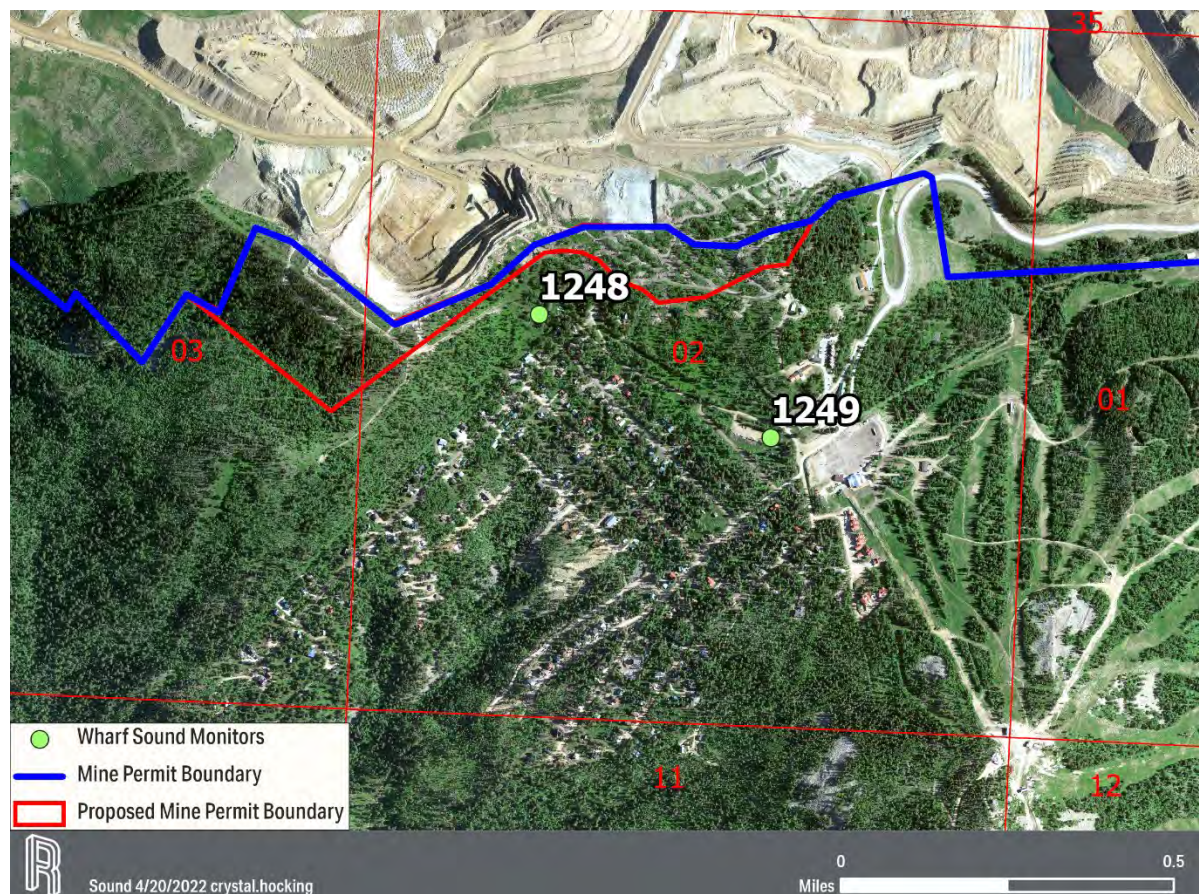 35
1248
03
02
1249
01
Wharf Sound Monitors
Mine Permit Boundary
Proposed Mine Permit Boundary
11
12
0 0.5
Sound 4/20/2022 crystal.hocking
Miles